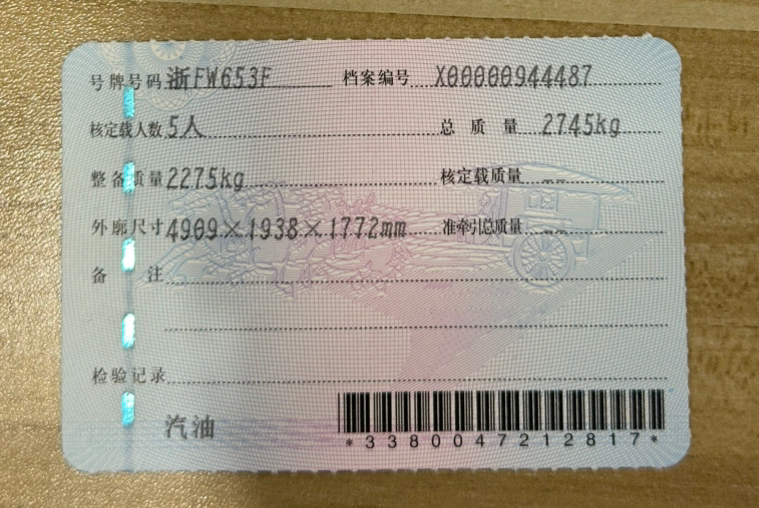 号牌号码 浙FW653F 档案编号 X00000944487
核定载人数 5人 总质量 2745kg
整备质量 2275kg 核定载质量 --
外廓尺寸 4909×1938×1772mm 准牵引总质量 --
备注
检验记录
汽油
*3380047212817*